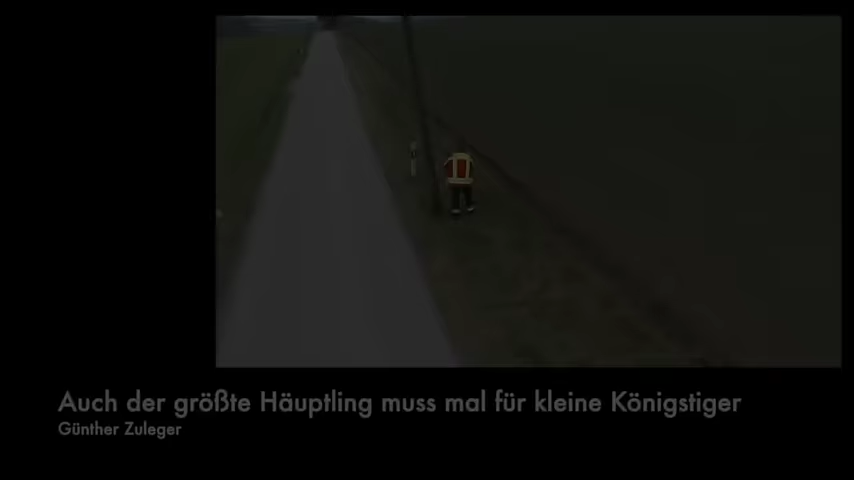 Auch der größte Häuptling muss mal für kleine Königstiger
Günther Zuleger